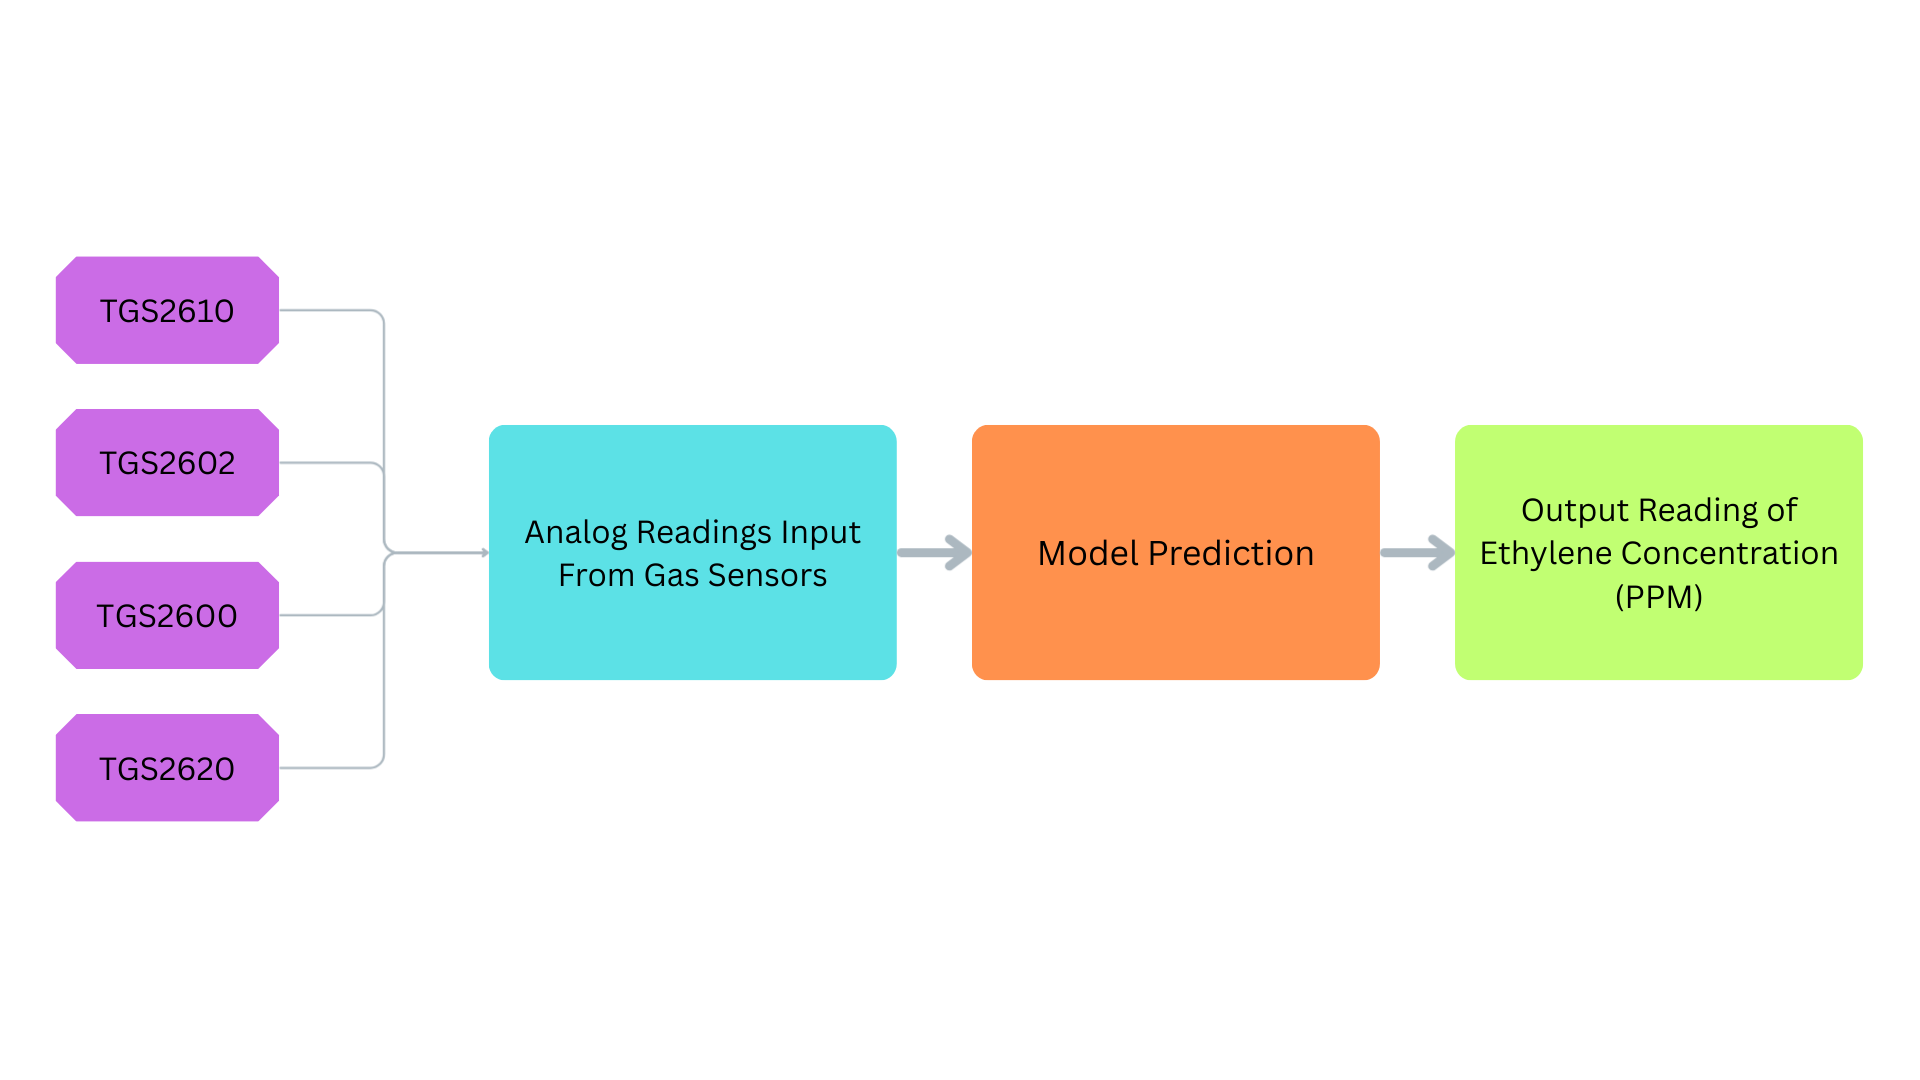 TGS2610
TGS2602
TGS2600
TGS2620
Analog Readings Input
From Gas Sensors
Model Prediction
Output Reading of
Ethylene Concentration
(PPM)